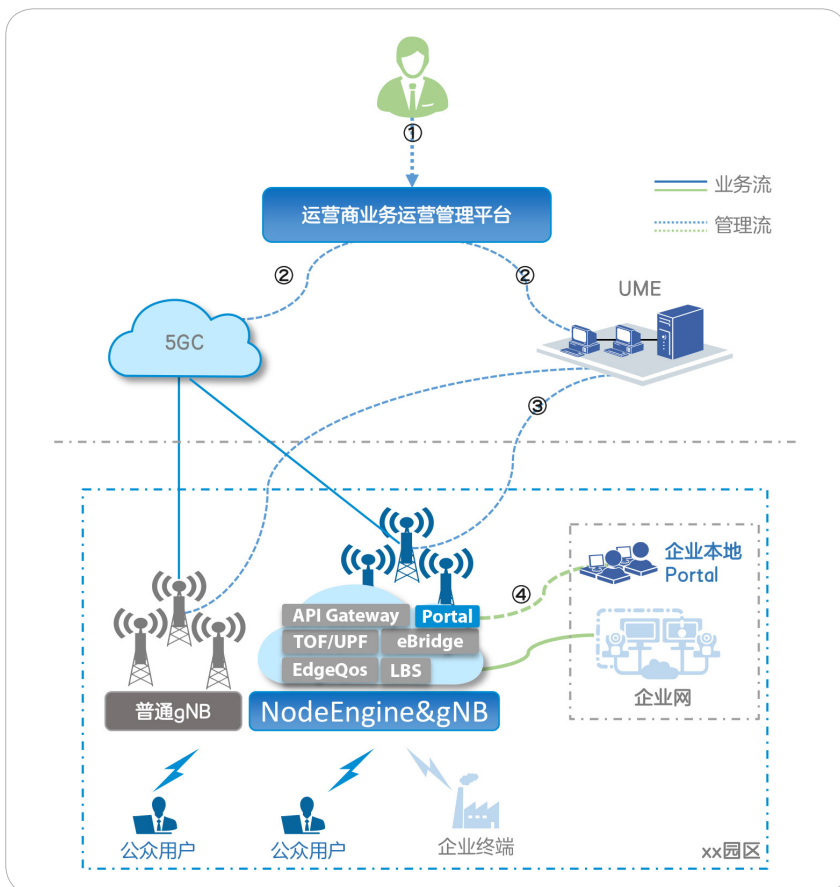 ①
运营商业务运营管理平台
业务流
管理流
②
②
UME
5GC
③
企业本地
Portal
④
API Gateway
Portal
TOF/UPF
eBridge
EdgeQos
LBS
企业网
普通gNB
NodeEngine&gNB
公众用户
公众用户
企业终端
xx园区